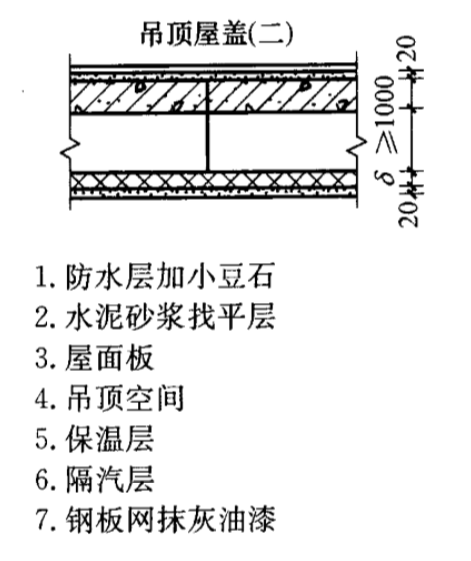 吊顶屋盖(二)
20
≥1000
δ
20
1. 防水层加小豆石
2. 水泥砂浆找平层
3. 屋面板
4. 吊顶空间
5. 保温层
6. 隔汽层
7. 钢板网抹灰油漆